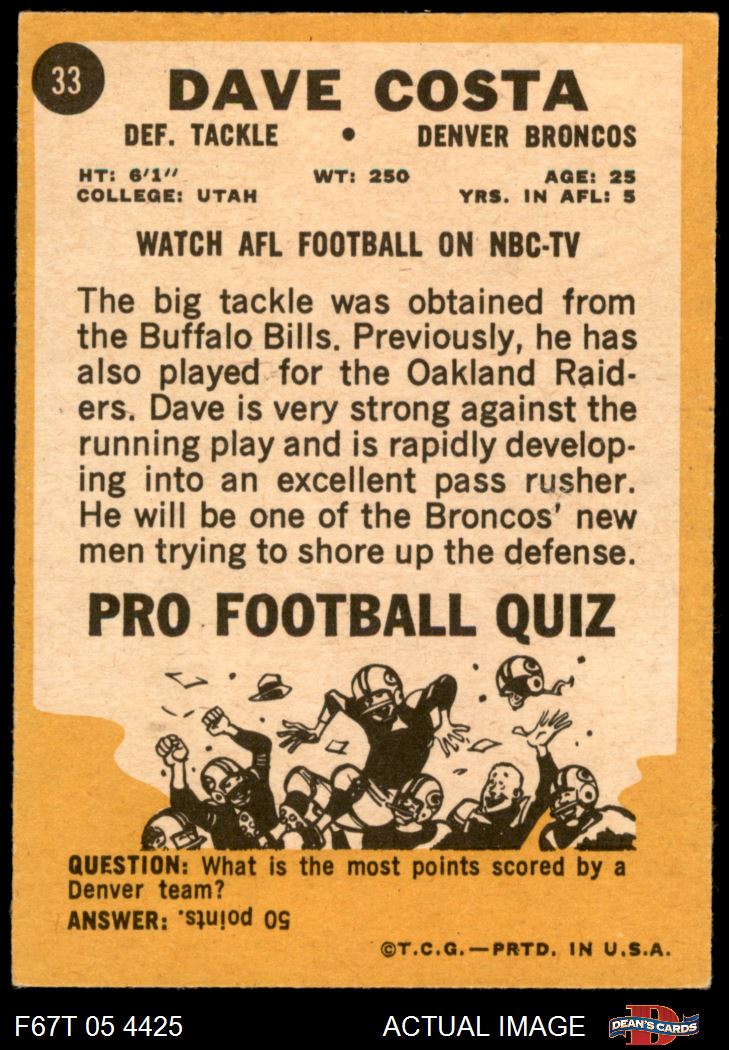 33
DAVE COSTA
DEF. TACKLE • DENVER BRONCOS
HT: 6'1" WT: 250 AGE: 25
COLLEGE: UTAH YRS. IN AFL: 5
WATCH AFL FOOTBALL ON NBC-TV
The big tackle was obtained from
the Buffalo Bills. Previously, he has
also played for the Oakland Raid-
ers. Dave is very strong against the
running play and is rapidly develop-
ing into an excellent pass rusher.
He will be one of the Broncos' new
men trying to shore up the defense.
PRO FOOTBALL QUIZ
QUESTION: What is the most points scored by a
Denver team?
ANSWER: 50 points.
©T.C.G.—PRTD. IN U.S.A.
F67T 05 4425 ACTUAL IMAGE
D
DEAN'S CARDS